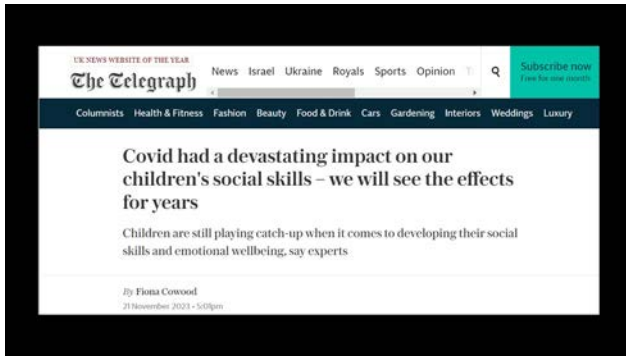 UK NEWS WEBSITE OF THE YEAR
The Telegraph
News Israel Ukraine Royals Sports Opinion
Subscribe now
Free for one month
Columnists Health & Fitness Fashion Beauty Food & Drink Cars Gardening Interiors Weddings Luxury
Covid had a devastating impact on our
children's social skills – we will see the effects
for years
Children are still playing catch-up when it comes to developing their social
skills and emotional wellbeing, say experts
By Fiona Cowood
21 November 2023 • 5:01pm